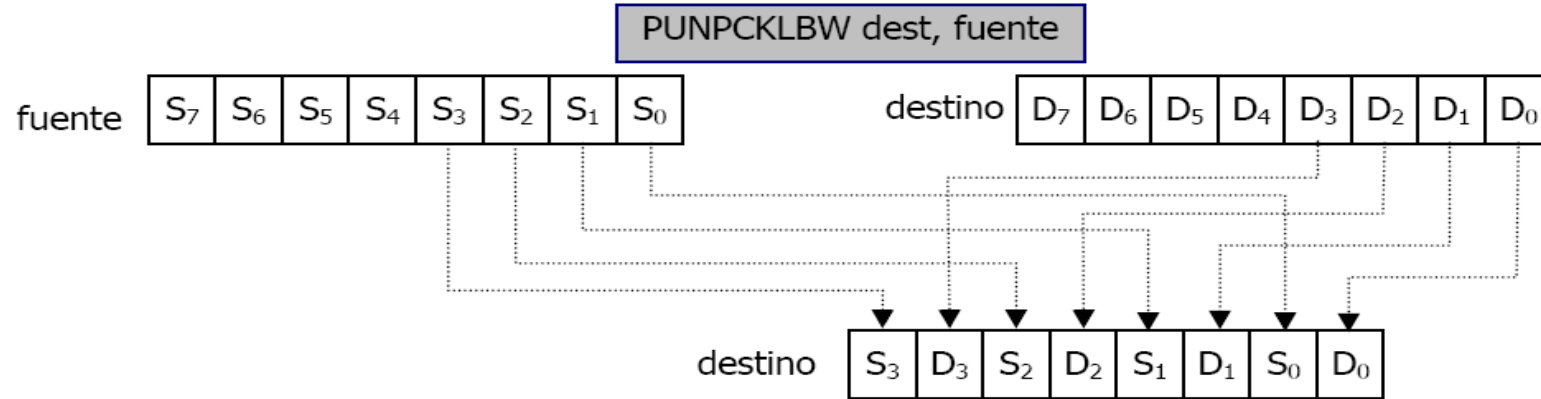 PUNPCKLBW dest, fuente
fuente S₇ S₆ S₅ S₄ S₃ S₂ S₁ S₀
destino D₇ D₆ D₅ D₄ D₃ D₂ D₁ D₀
destino S₃ D₃ S₂ D₂ S₁ D₁ S₀ D₀